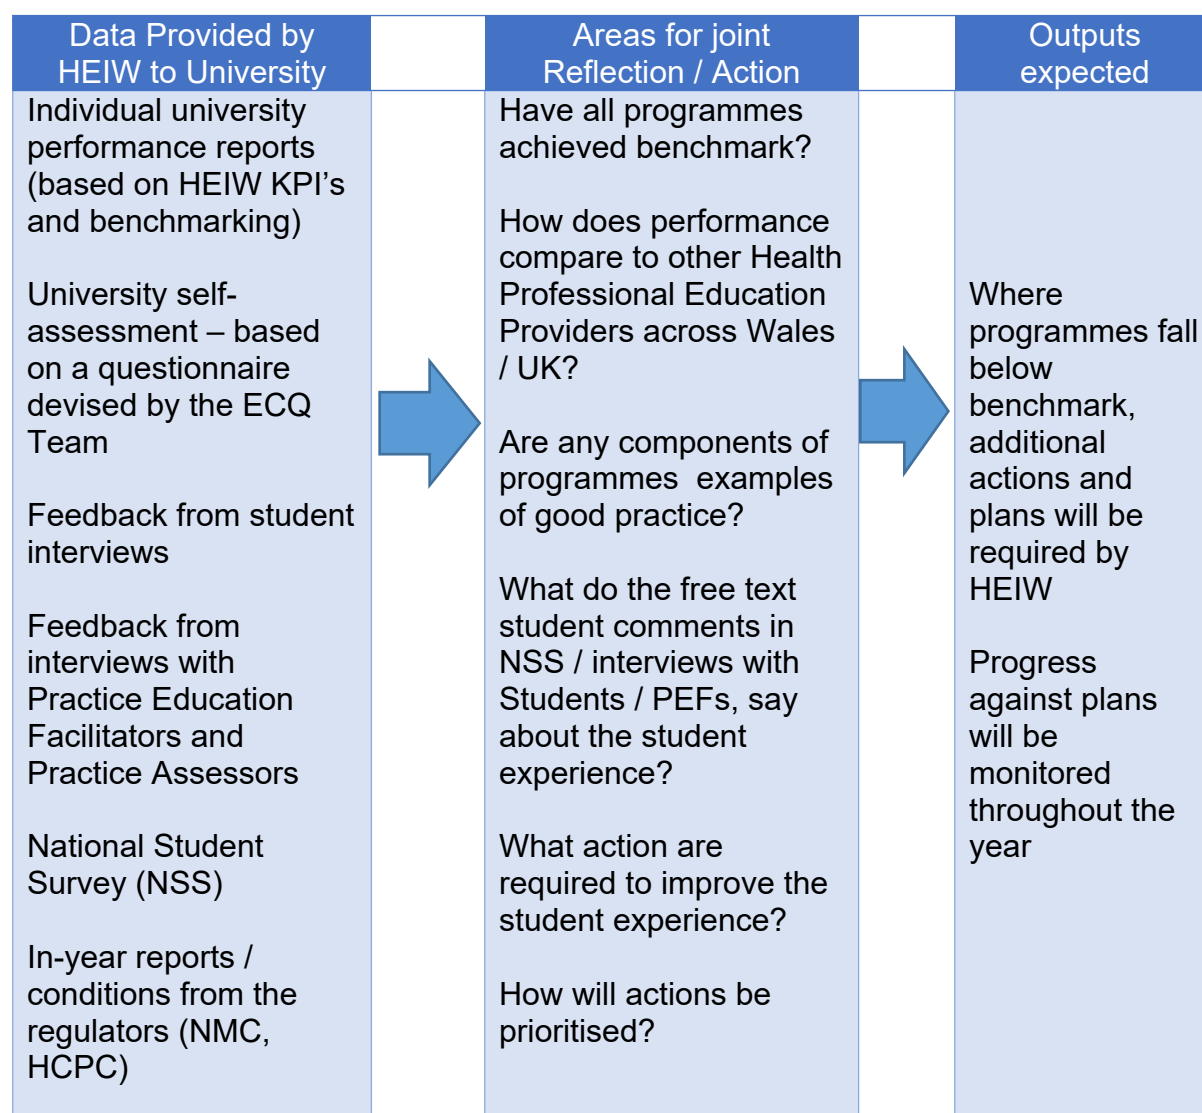 Data Provided by
HEIW to University
Individual university
performance reports
(based on HEIW KPI's
and benchmarking)
University self-
assessment – based
on a questionnaire
devised by the ECQ
Team
Feedback from student
interviews
Feedback from
interviews with
Practice Education
Facilitators and
Practice Assessors
National Student
Survey (NSS)
In-year reports /
conditions from the
regulators (NMC,
HCPC)
Areas for joint
Reflection / Action
Have all programmes
achieved benchmark?
How does performance
compare to other Health
Professional Education
Providers across Wales
/ UK?
Are any components of
programmes  examples
of good practice?
What do the free text
student comments in
NSS / interviews with
Students / PEFs, say
about the student
experience?
What action are
required to improve the
student experience?
How will actions be
prioritised?
Outputs
expected
Where
programmes fall
below
benchmark,
additional
actions and
plans will be
required by
HEIW
Progress
against plans
will be
monitored
throughout the
year